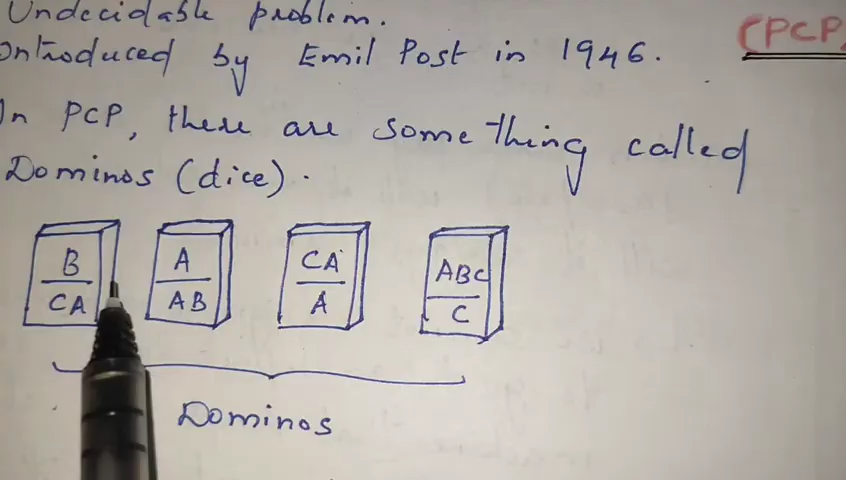 Undecidable problem.
Introduced by Emil Post in 1946.
(PCP)
In PCP, there are something called
Dominos (dice).
B A CA ABC
CA AB A C
Dominos